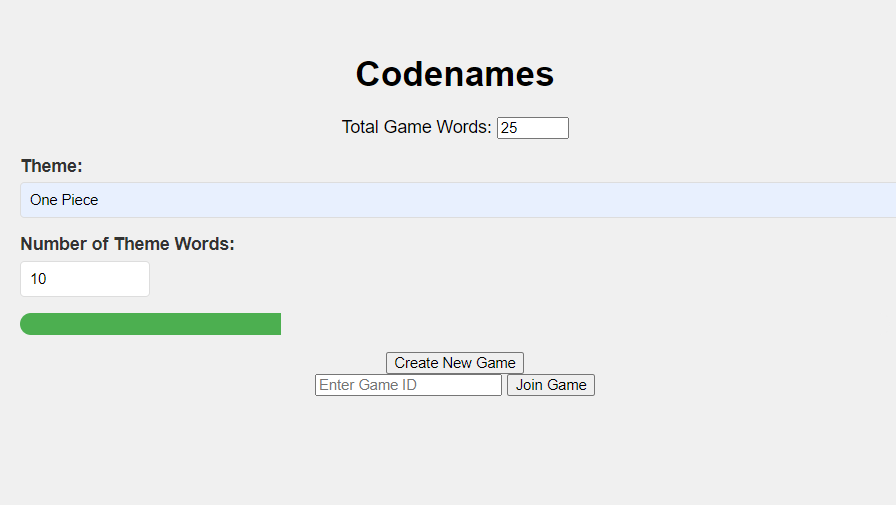 Codenames
Total Game Words: 25
Theme:
One Piece
Number of Theme Words:
10
Create New Game
Enter Game ID Join Game